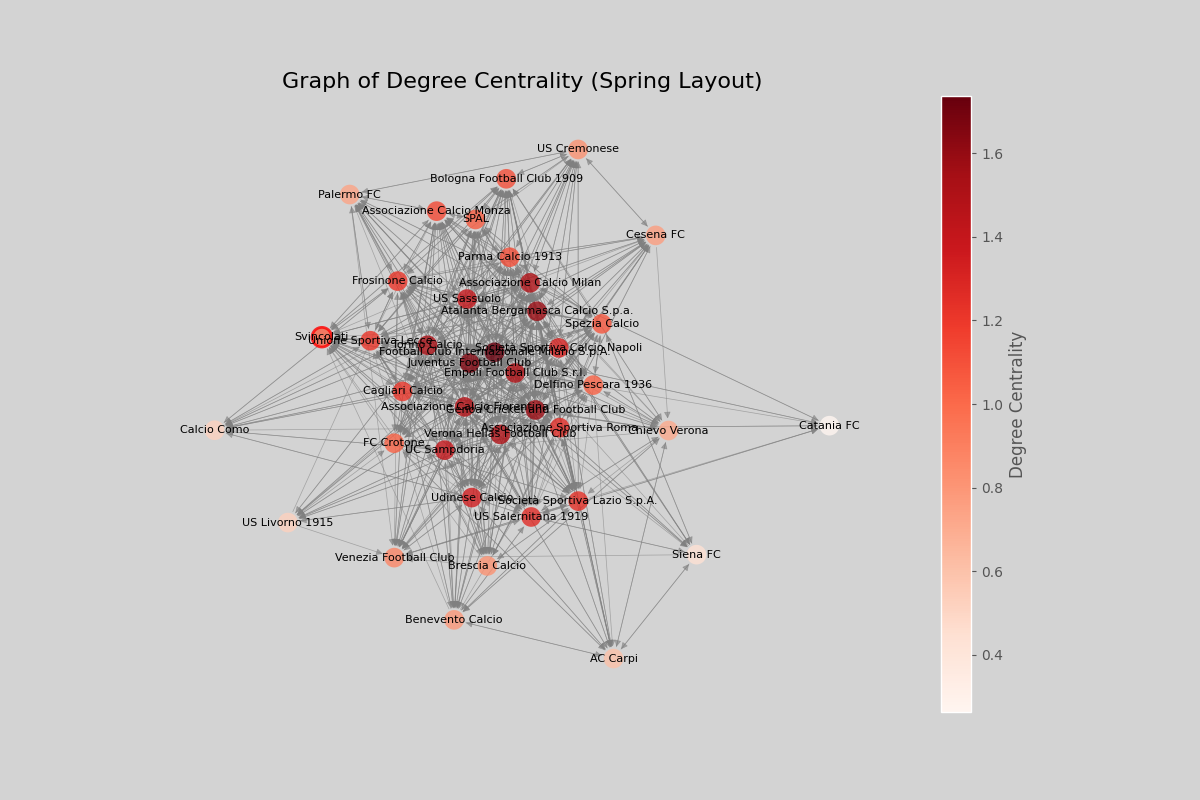 Graph of Degree Centrality (Spring Layout)
US Cremonese
Bologna Football Club 1909
Palermo FC
Associazione Calcio Monza
SPAL
Cesena FC
Parma Calcio 1913
Frosinone Calcio
Associazione Calcio Milan
US Sassuolo
Atalanta Bergamasca Calcio S.p.a.
Spezia Calcio
Svincolati
Unione Sportiva Lecce
Torino Calcio
Società Sportiva Calcio Napoli
Football Club Internazionale Milano S.p.A.
Juventus Football Club
Empoli Football Club S.r.l.
Delfino Pescara 1936
Cagliari Calcio
Associazione Calcio Fiorentina
Genoa Cricket and Football Club
Catania FC
Associazione Sportiva Roma
Calcio Como
Chievo Verona
Verona Hellas Football Club
FC Crotone
UC Sampdoria
Udinese Calcio
Società Sportiva Lazio S.p.A.
US Salernitana 1919
US Livorno 1915
Siena FC
Venezia Football Club
Brescia Calcio
Benevento Calcio
AC Carpi
1.6
1.4
1.2
1.0
0.8
0.6
0.4
Degree Centrality